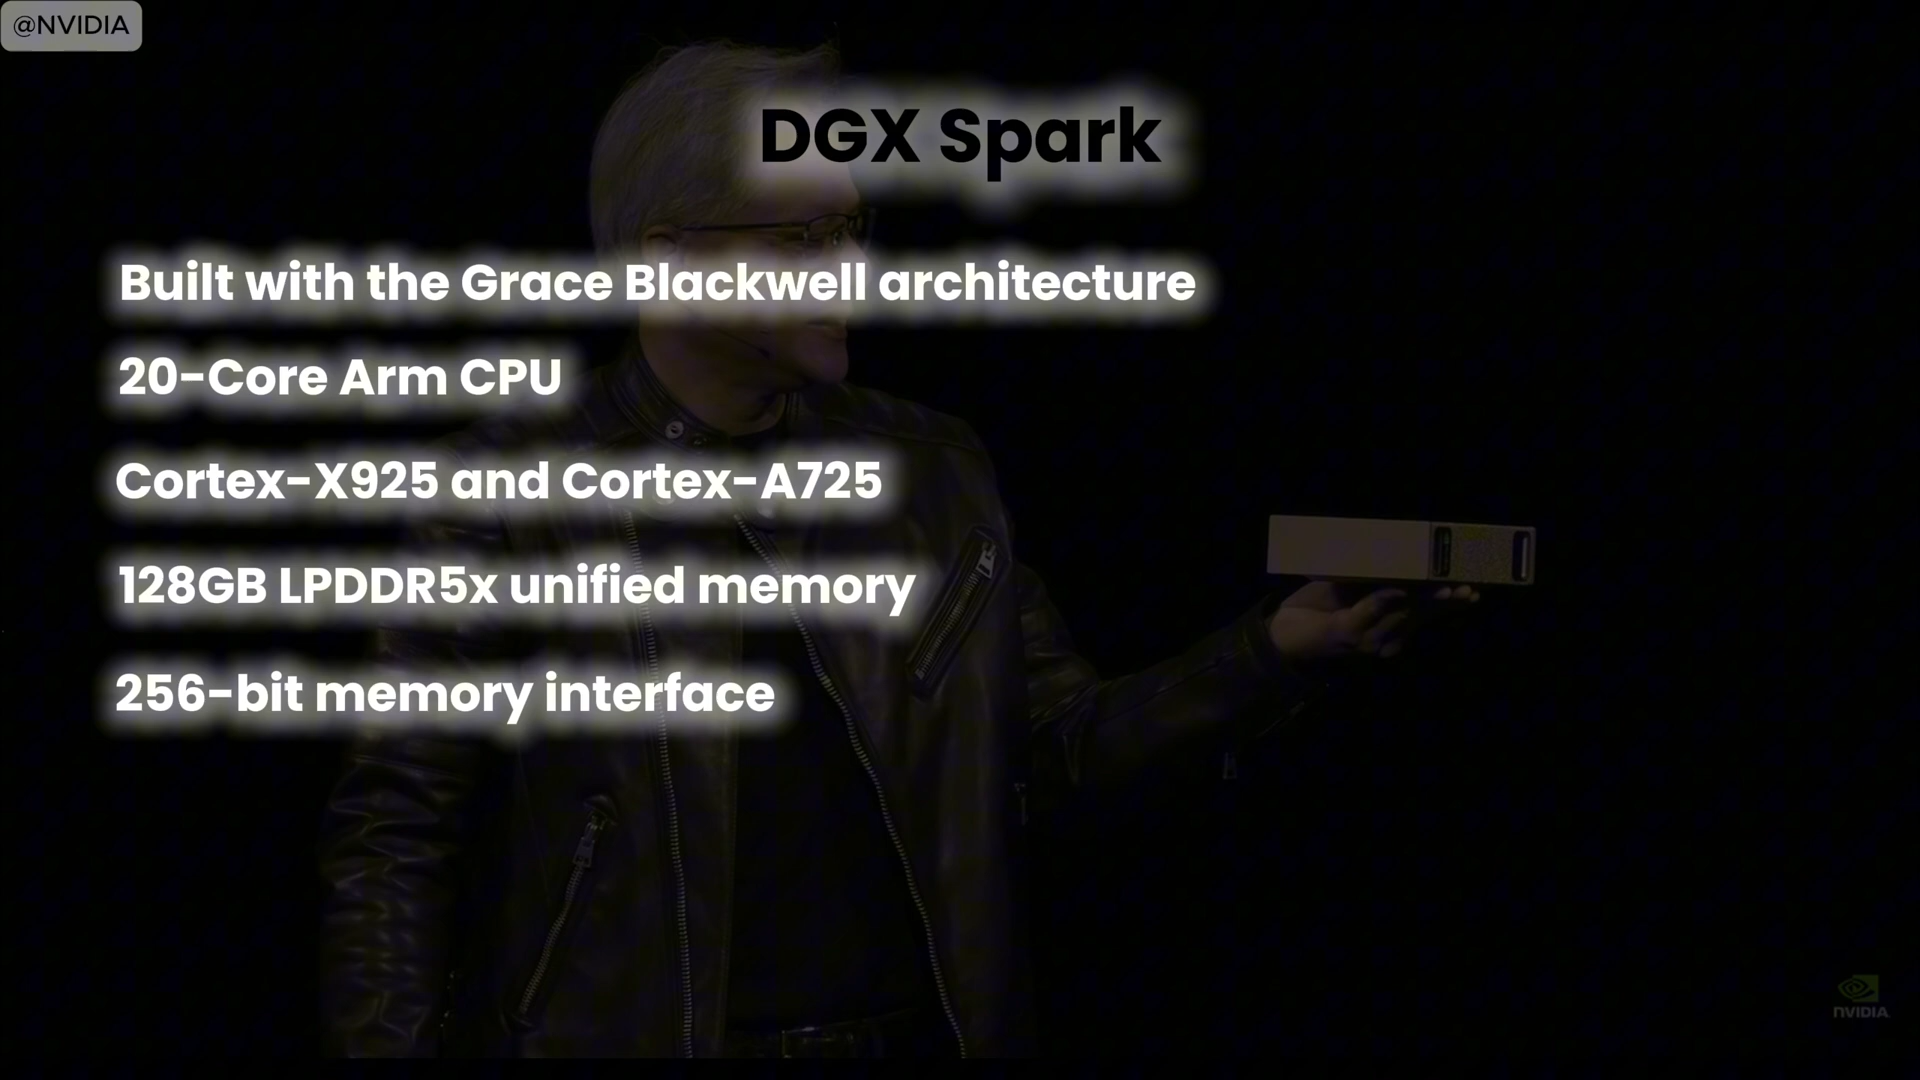 @NVIDIA
DGX Spark
Built with the Grace Blackwell architecture
20-Core Arm CPU
Cortex-X925 and Cortex-A725
128GB LPDDR5x unified memory
256-bit memory interface
NVIDIA